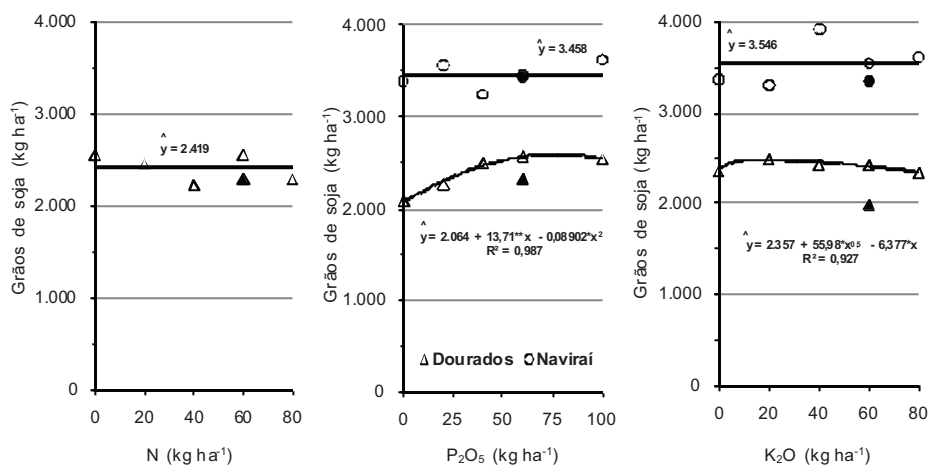 4.000
3.000
2.000
1.000
0
Grãos de soja (kg ha-1)
^
y = 2.419
0 20 40 60 80
N (kg ha-1)
4.000
3.000
2.000
1.000
0
Grãos de soja (kg ha-1)
^
y = 3.458
^
y = 2.064 + 13,71**x - 0,08902*x2
R2 = 0,987
Dourados Naviraí
0 25 50 75 100
P2O5 (kg ha-1)
4.000
3.000
2.000
1.000
0
Grãos de soja (kg ha-1)
^
y = 3.546
^
y = 2.357 + 55,98*x0 5 - 6,377*x
R2 = 0,927
0 20 40 60 80
K2O (kg ha-1)